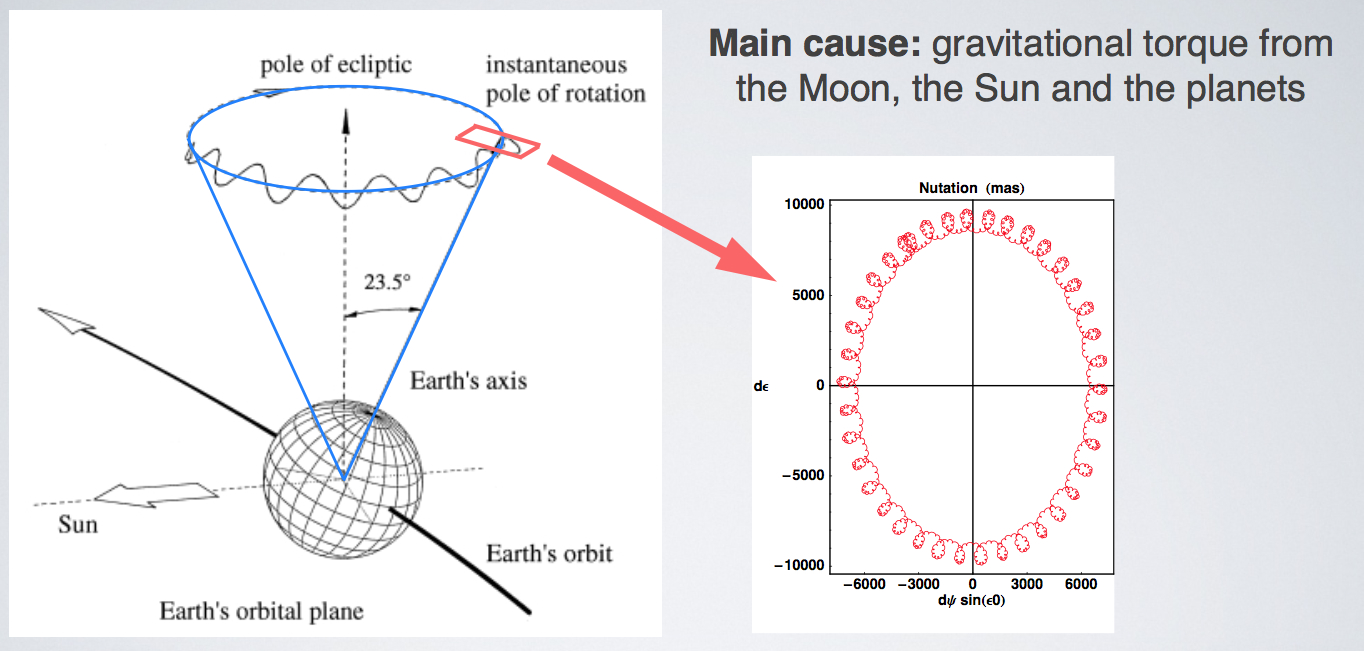 Main cause: gravitational torque from
the Moon, the Sun and the planets
pole of ecliptic
instantaneous
pole of rotation
23.5°
Earth's axis
Sun
Earth's orbit
Earth's orbital plane
Nutation (mas)
10000
5000
0
−5000
−10000
dϵ
−6000 −3000 0 3000 6000
dψ sin(ϵ0)